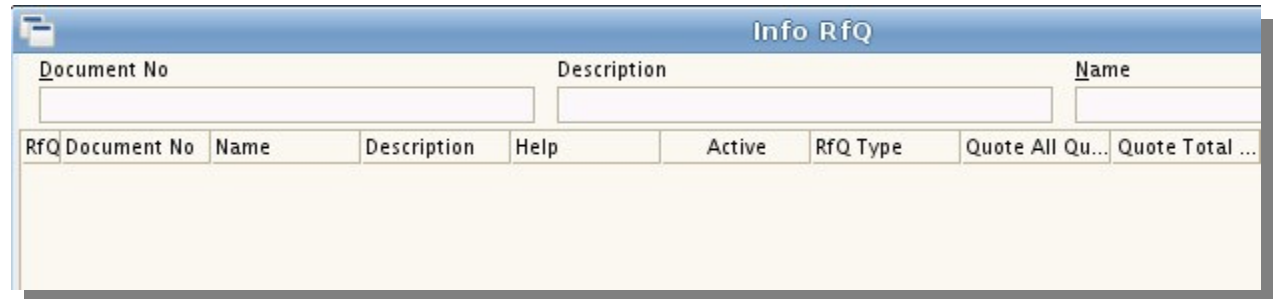 Info RfQ
Document No Description Name
RfQ Document No Name Description Help Active RfQ Type Quote All Qu... Quote Total ...